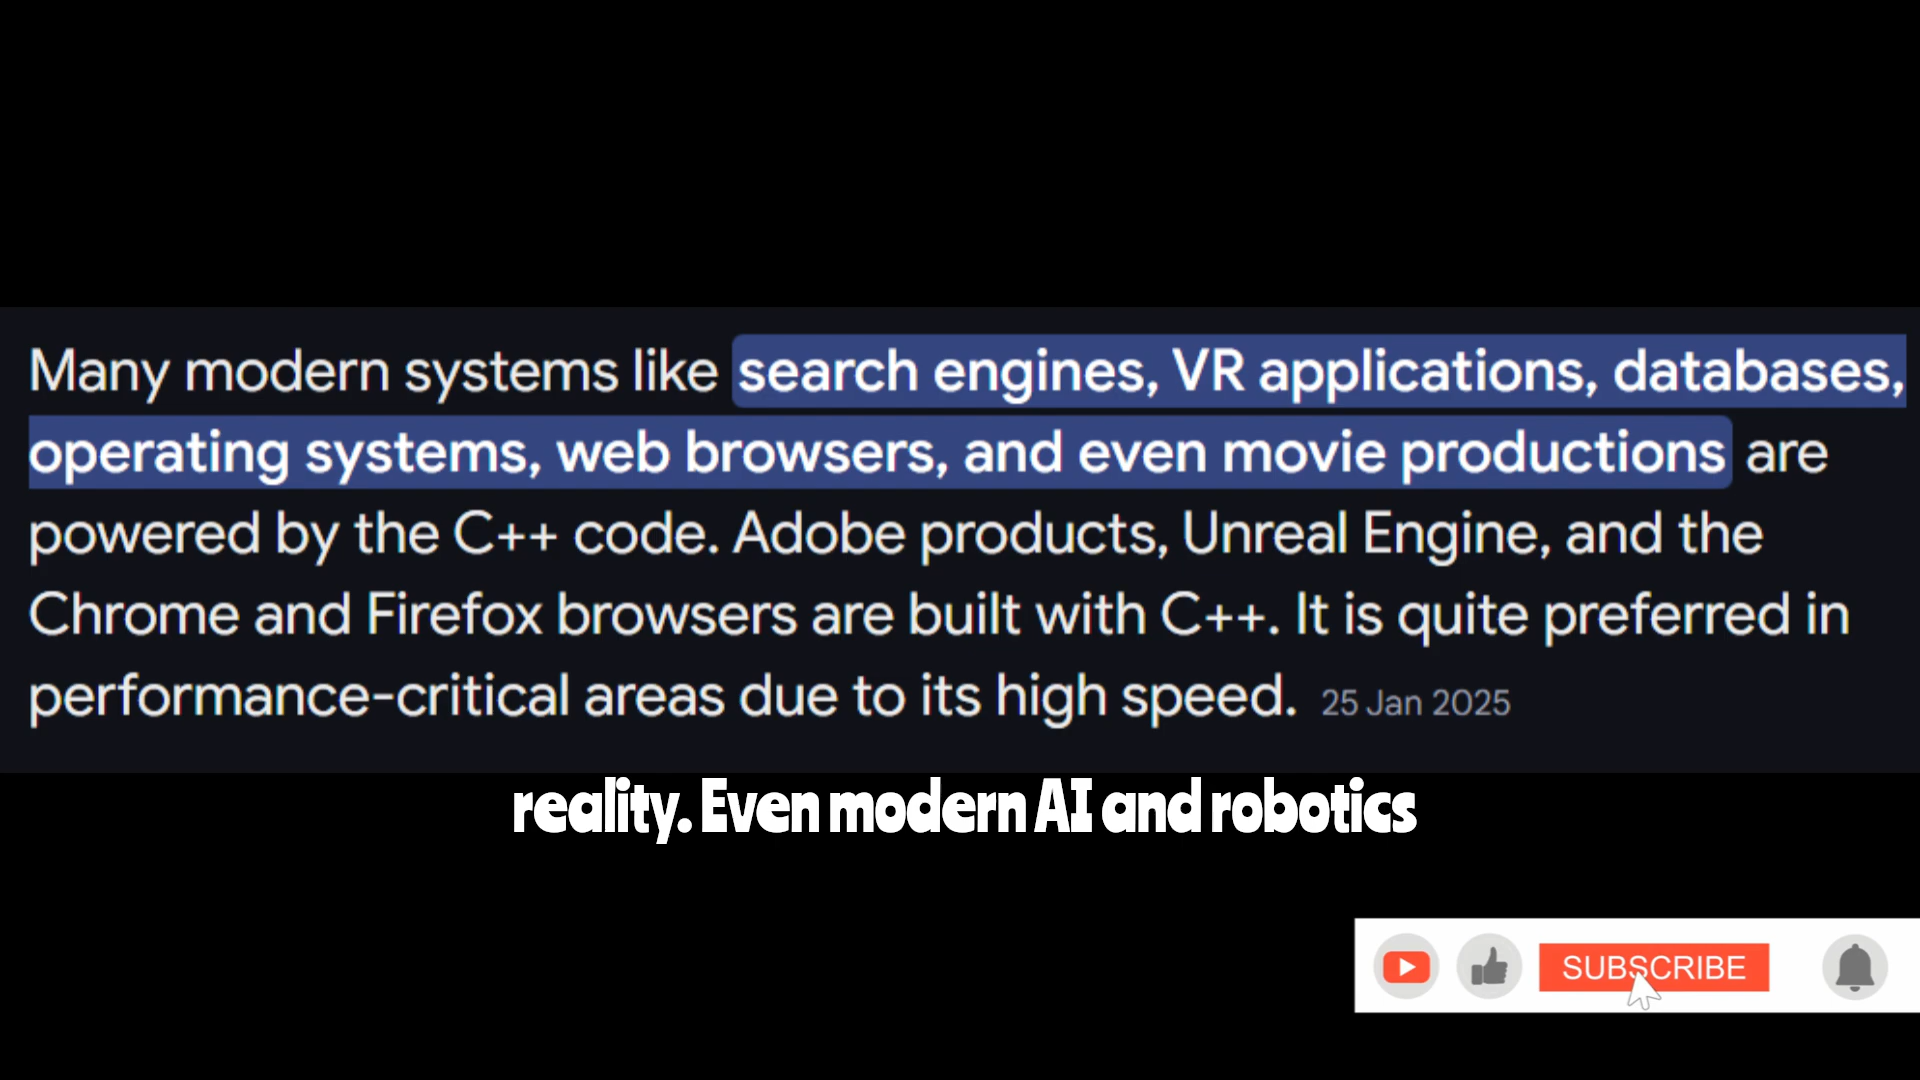 Many modern systems like search engines, VR applications, databases,
operating systems, web browsers, and even movie productions are
powered by the C++ code. Adobe products, Unreal Engine, and the
Chrome and Firefox browsers are built with C++. It is quite preferred in
performance-critical areas due to its high speed. 25 Jan 2025
reality. Even modern AI and robotics
SUBSCRIBE